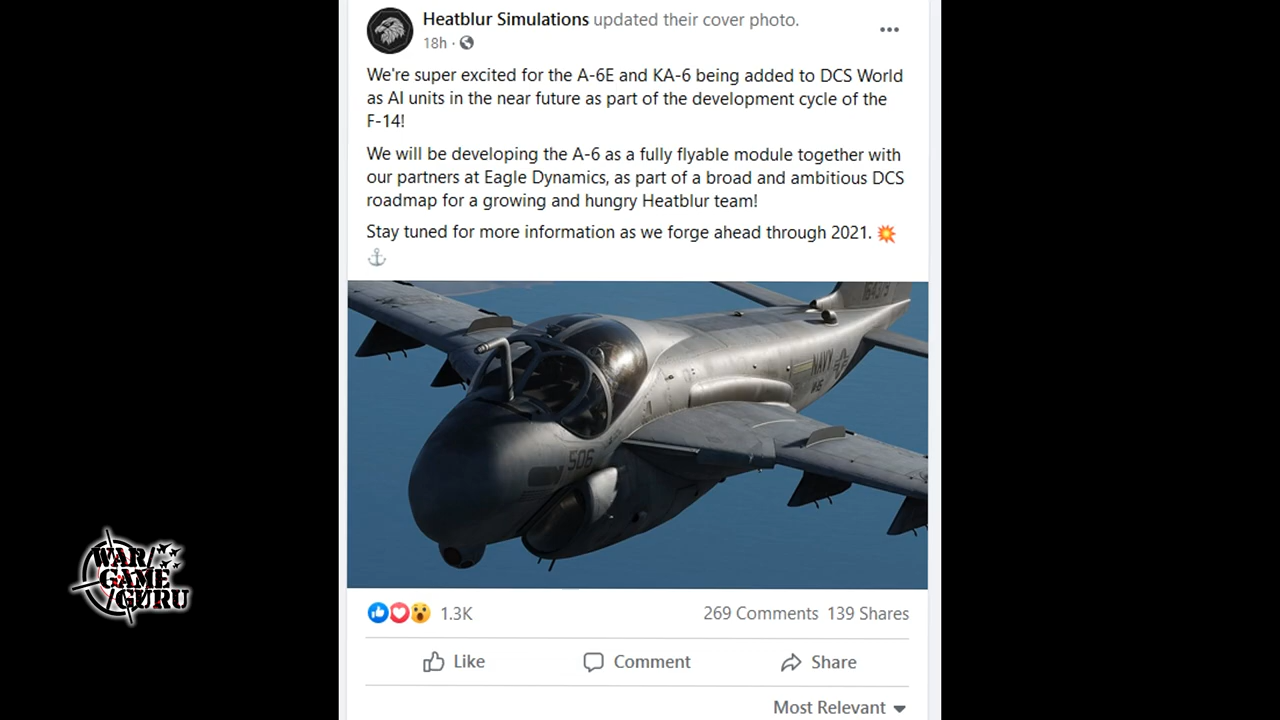 Heatblur Simulations updated their cover photo.
18h ·
We're super excited for the A-6E and KA-6 being added to DCS World
as AI units in the near future as part of the development cycle of the
F-14!
We will be developing the A-6 as a fully flyable module together with
our partners at Eagle Dynamics, as part of a broad and ambitious DCS
roadmap for a growing and hungry Heatblur team!
Stay tuned for more information as we forge ahead through 2021. 💥
⚓
NAVY
506
WAR
GAME
GURU
1.3K
269 Comments 139 Shares
Like Comment Share
Most Relevant